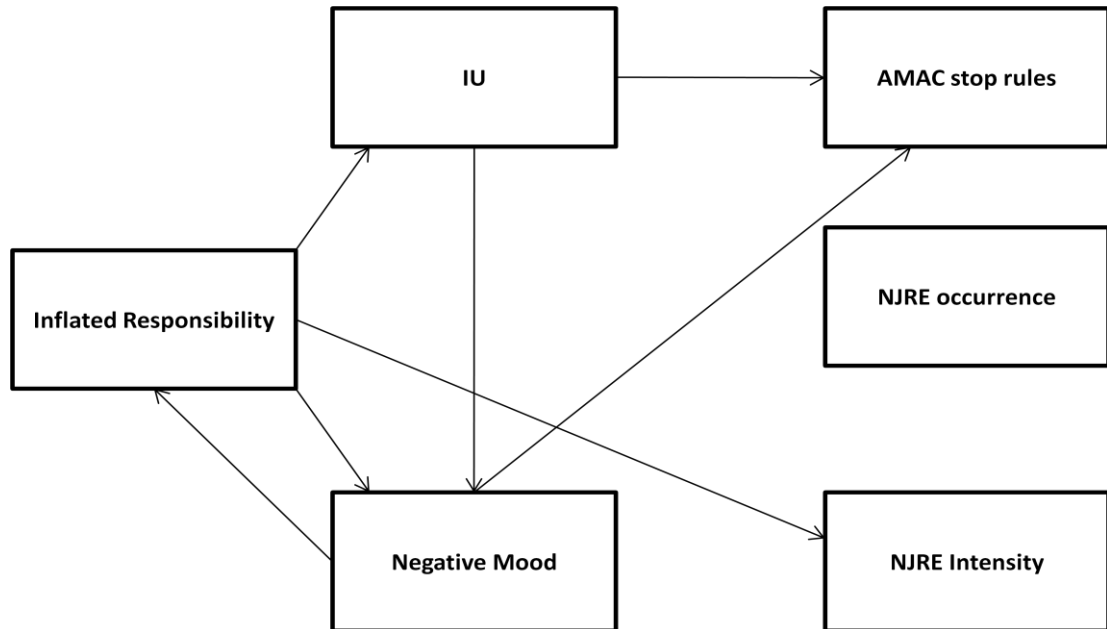 IU
AMAC stop rules
NJRE occurrence
Inflated Responsibility
Negative Mood
NJRE Intensity